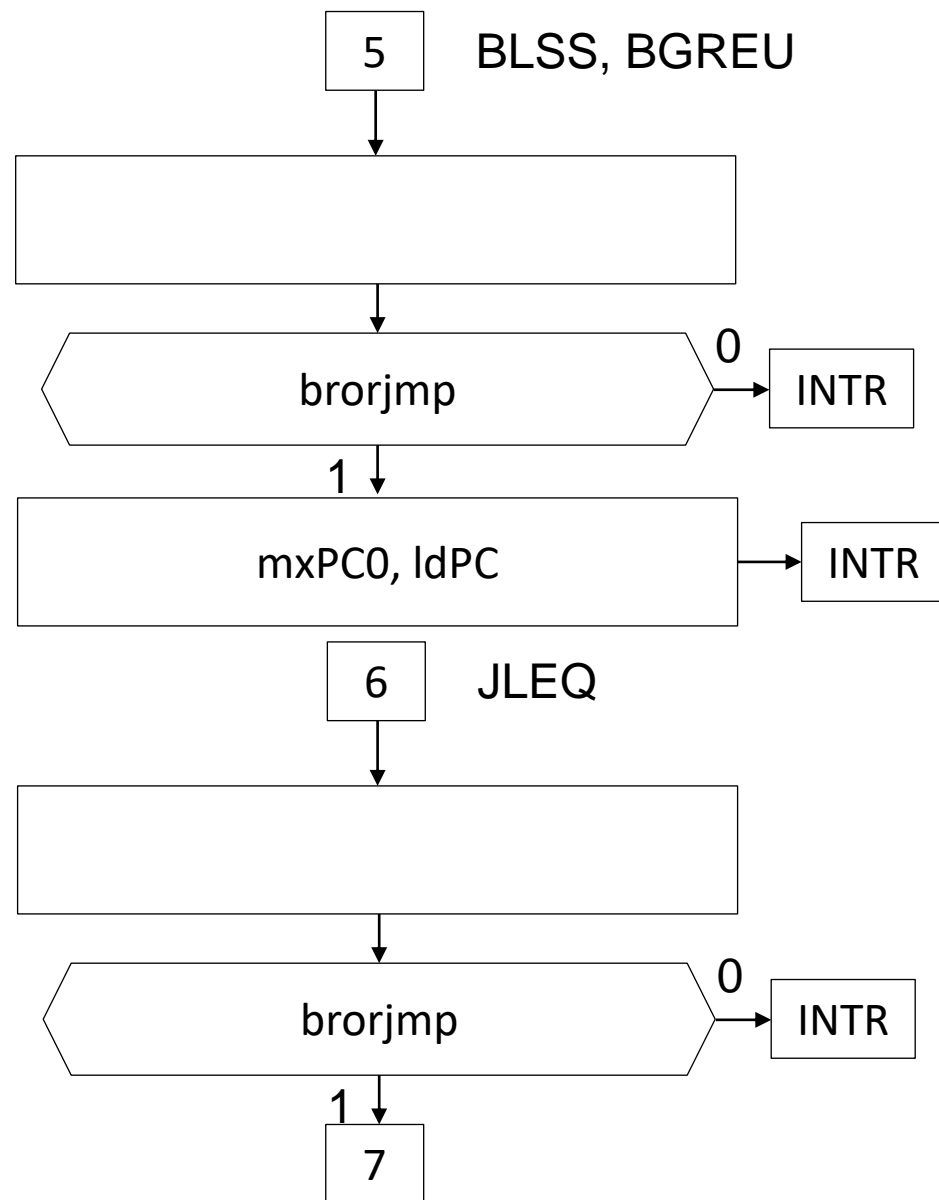 5 BLSS, BGREU
brorjmp
0
INTR
1
mxPC0, ldPC
INTR
6 JLEQ
brorjmp
0
INTR
1
7